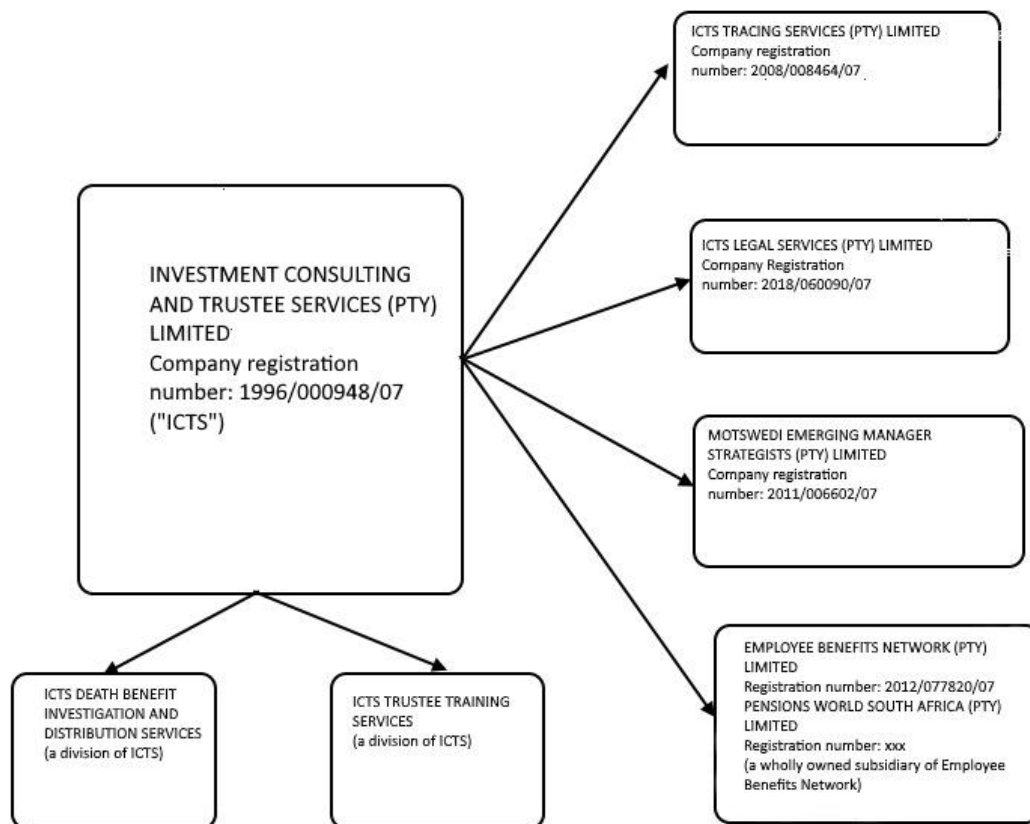 ICTS TRACING SERVICES (PTY) LIMITED
Company registration
number: 2008/008464/07
ICTS LEGAL SERVICES (PTY) LIMITED
Company Registration
number: 2018/060090/07
INVESTMENT CONSULTING
AND TRUSTEE SERVICES (PTY)
LIMITED
Company registration
number: 1996/000948/07
("ICTS")
MOTSWEDI EMERGING MANAGER
STRATEGISTS (PTY) LIMITED
Company registration
number: 2011/006602/07
EMPLOYEE BENEFITS NETWORK (PTY)
LIMITED
Registration number: 2012/077820/07
PENSIONS WORLD SOUTH AFRICA (PTY)
LIMITED
Registration number: xxx
(a wholly owned subsidiary of Employee
Benefits Network)
ICTS DEATH BENEFIT
INVESTIGATION AND
DISTRIBUTION SERVICES
(a division of ICTS)
ICTS TRUSTEE TRAINING
SERVICES
(a division of ICTS)